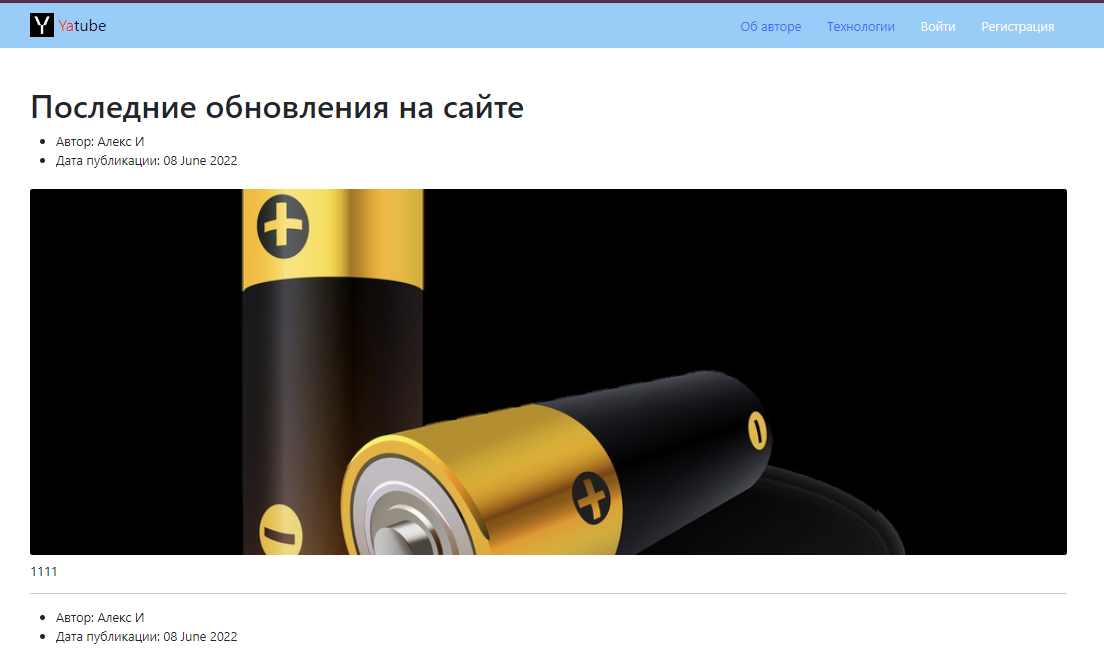 Y Yatube
Об авторе Технологии Войти Регистрация
Последние обновления на сайте
Автор: Алекс И
Дата публикации: 08 June 2022
1111
Автор: Алекс И
Дата публикации: 08 June 2022